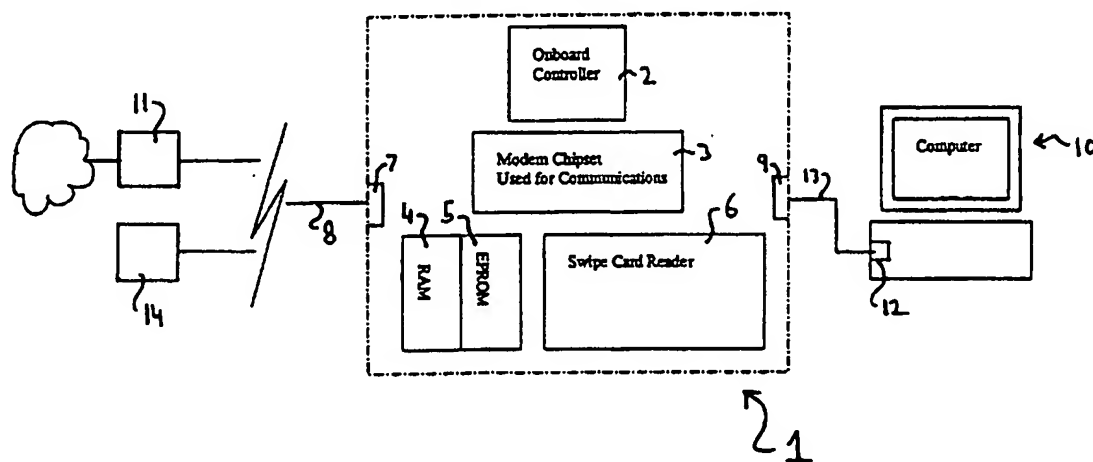 Onboard
Controller
2
11
Modem Chipset
Used for Communications
3
7
9
13
Computer
10
8
4
5
6
RAM
EPROM
Swipe Card Reader
14
12
1